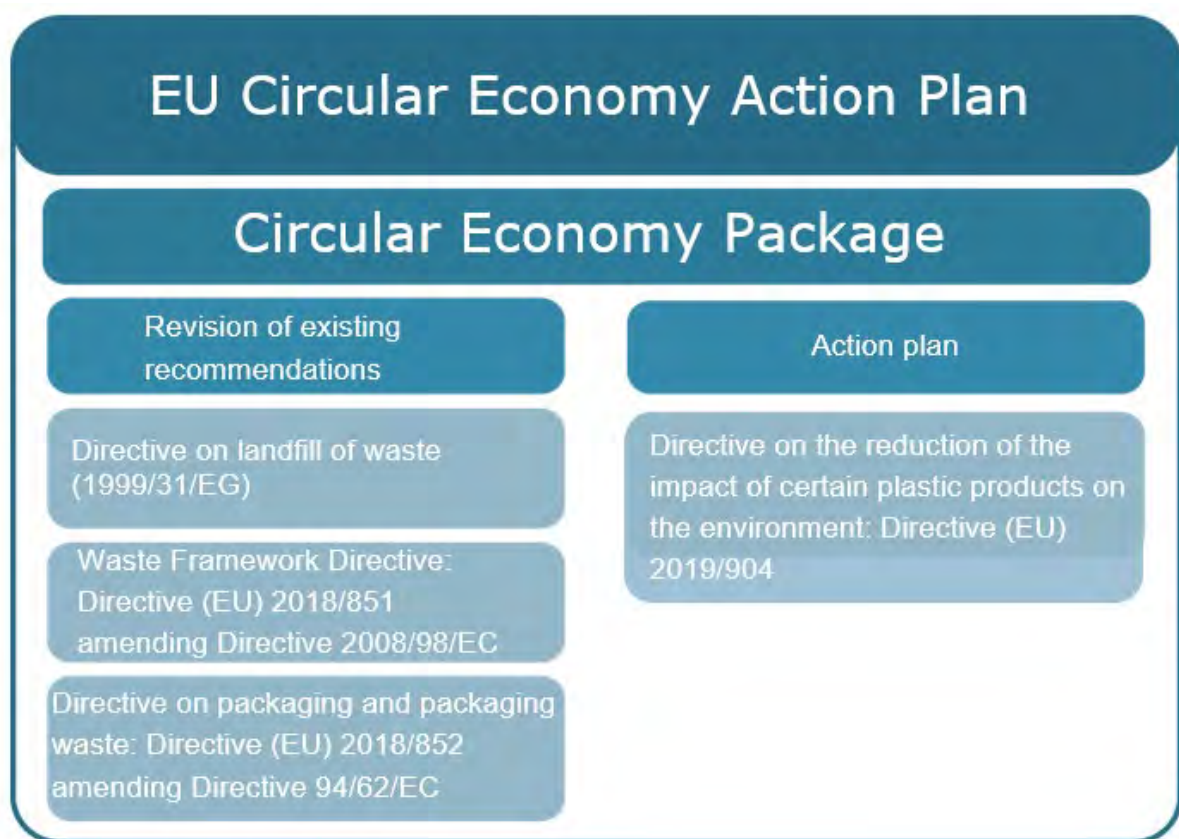 EU Circular Economy Action Plan
Circular Economy Package
Revision of existing
recommendations
Directive on landfill of waste
(1999/31/EG)
Waste Framework Directive:
Directive (EU) 2018/851
amending Directive 2008/98/EC
Directive on packaging and packaging
waste: Directive (EU) 2018/852
amending Directive 94/62/EC
Action plan
Directive on the reduction of the
impact of certain plastic products on
the environment: Directive (EU)
2019/904